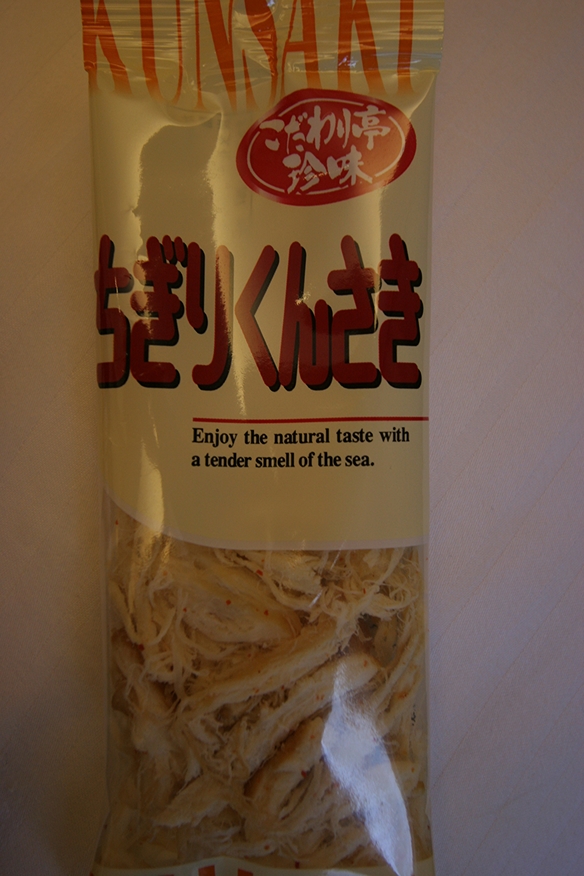 KUNSAKI
こだわり亭
珍味
ちぎりくんさき
Enjoy the natural taste with
a tender smell of the sea.